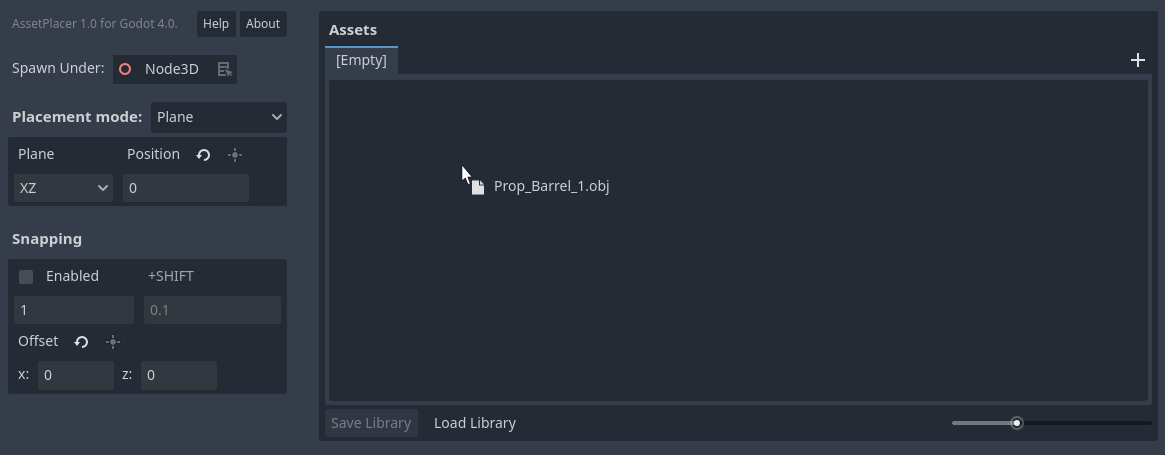 AssetPlacer 1.0 for Godot 4.0.
Help
About
Spawn Under:
Node3D
Placement mode:
Plane
Plane
Position
XZ
0
Snapping
Enabled
+SHIFT
1
0.1
Offset
x:
0
z:
0
Assets
[Empty]
Prop_Barrel_1.obj
Save Library
Load Library